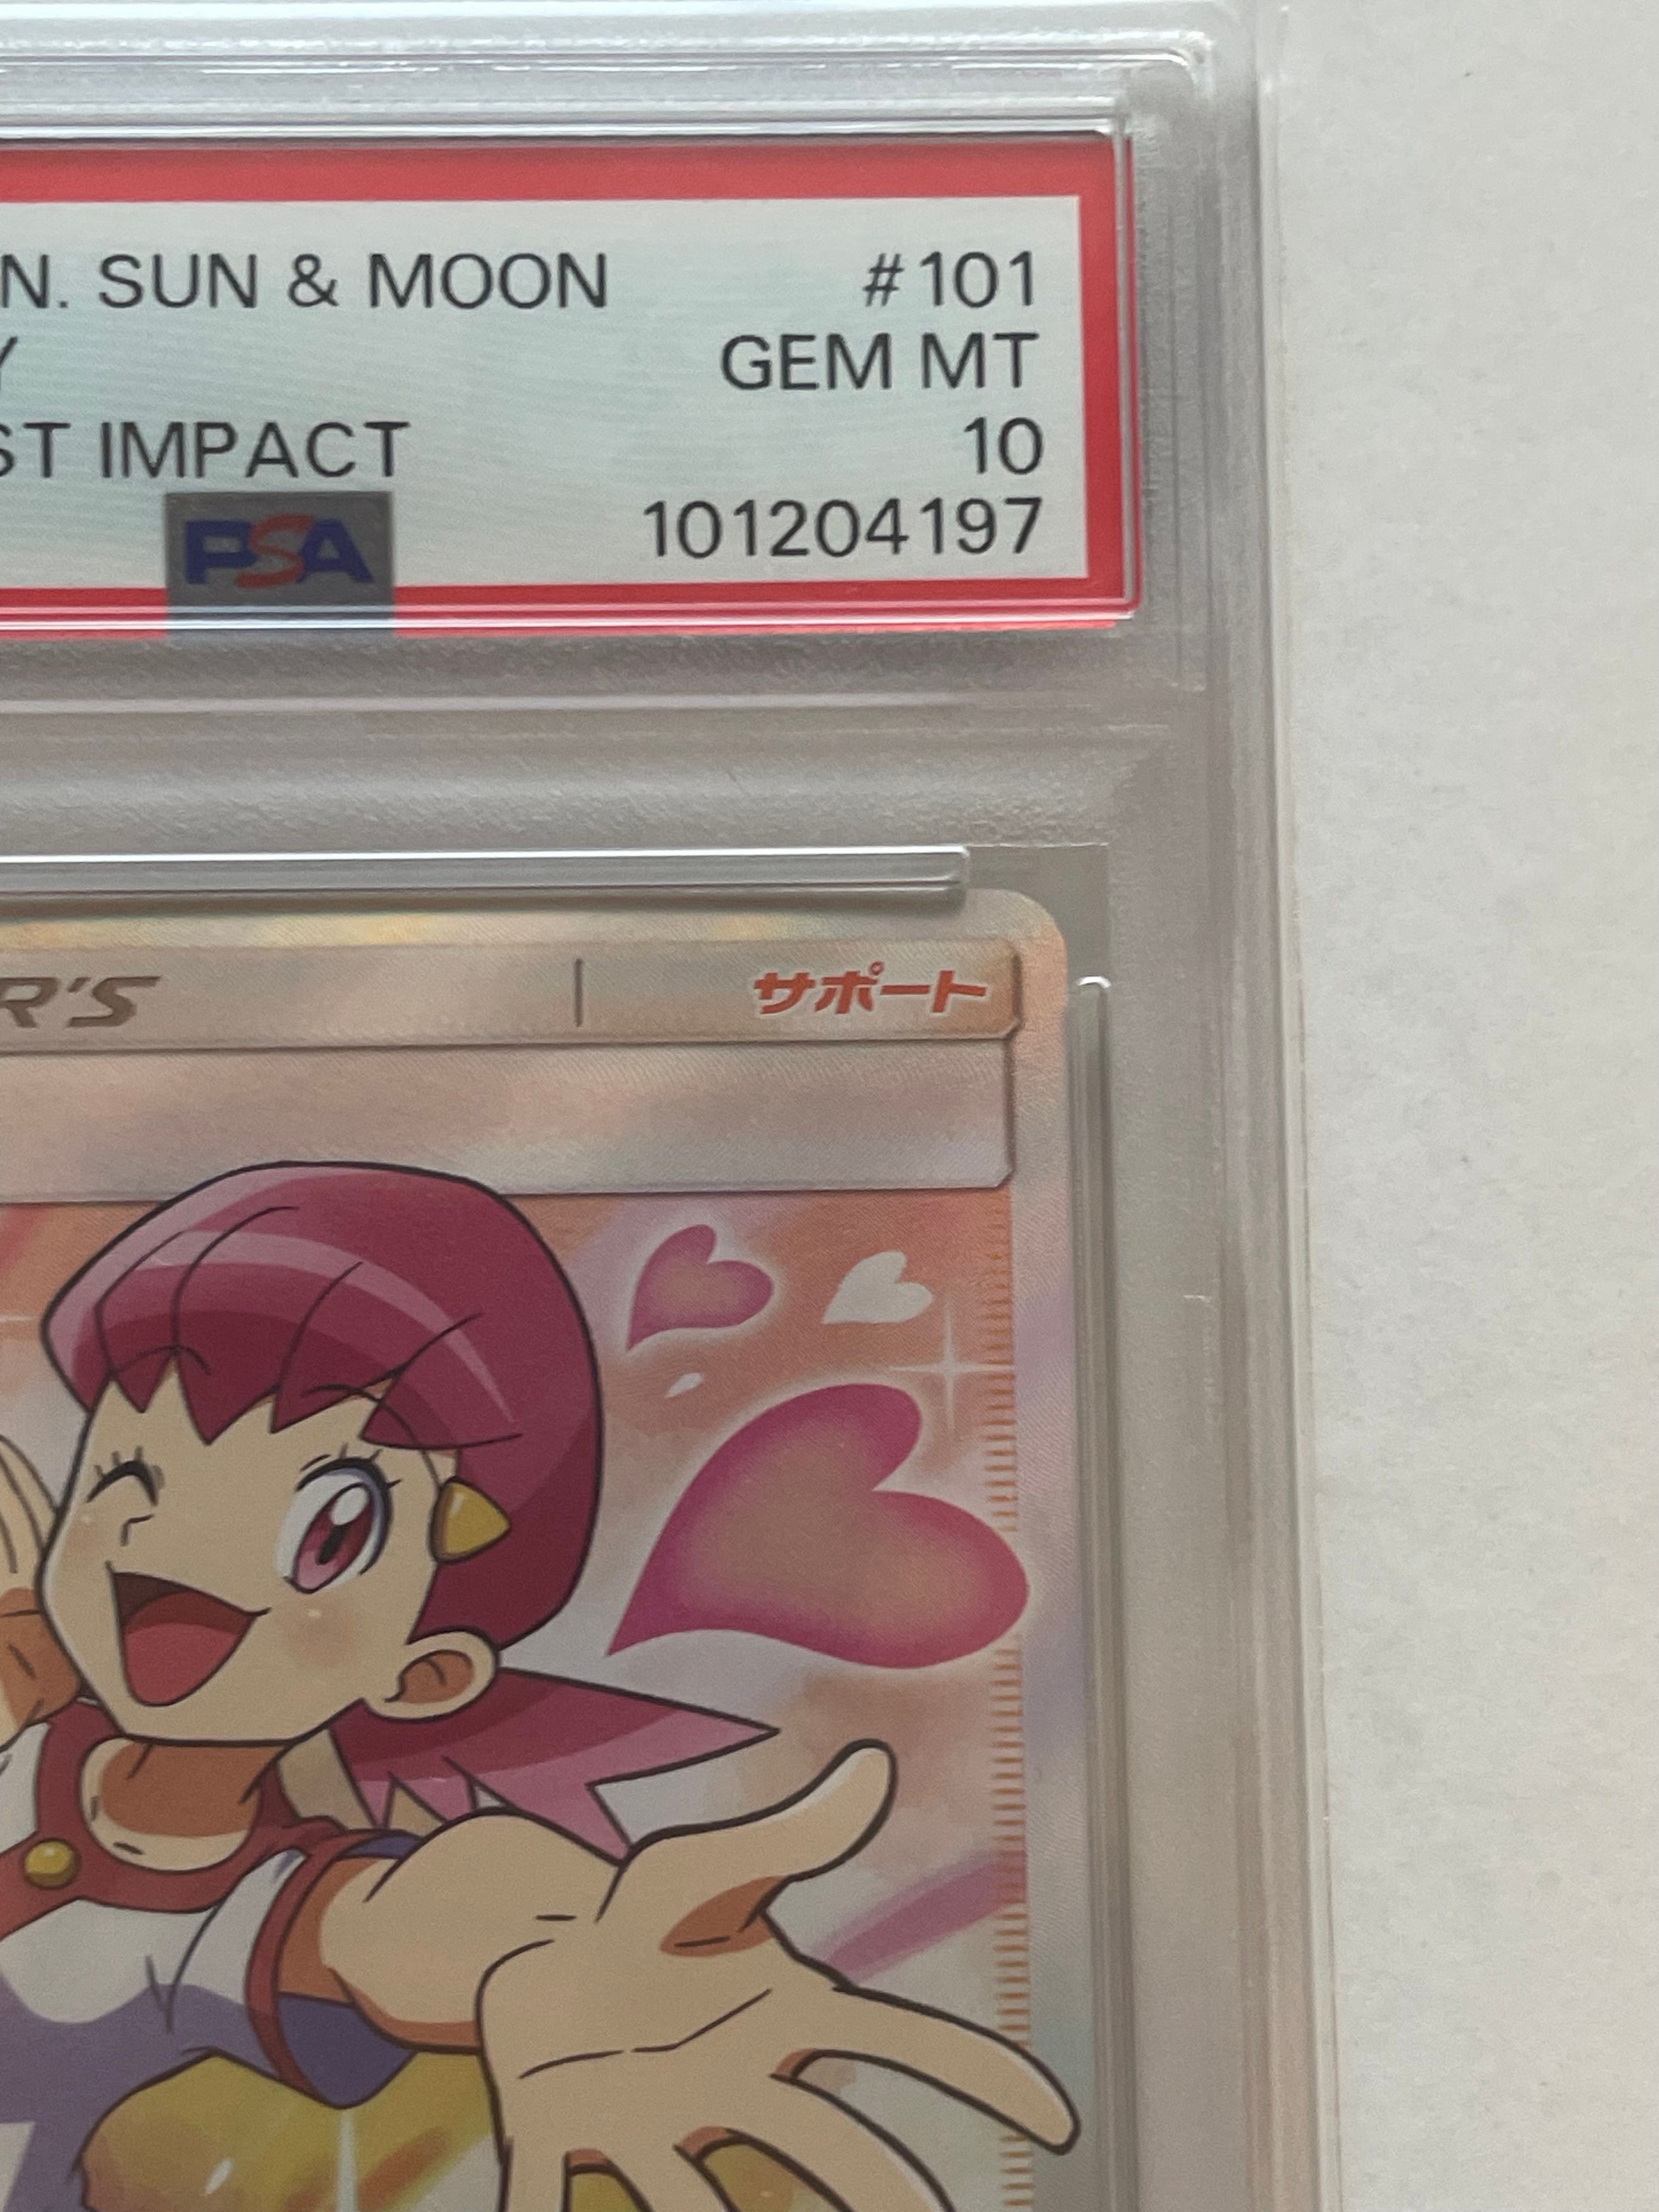 N. SUN & MOON #101
Y GEM MT
ST IMPACT 10
PSA 101204197
R'S サポート